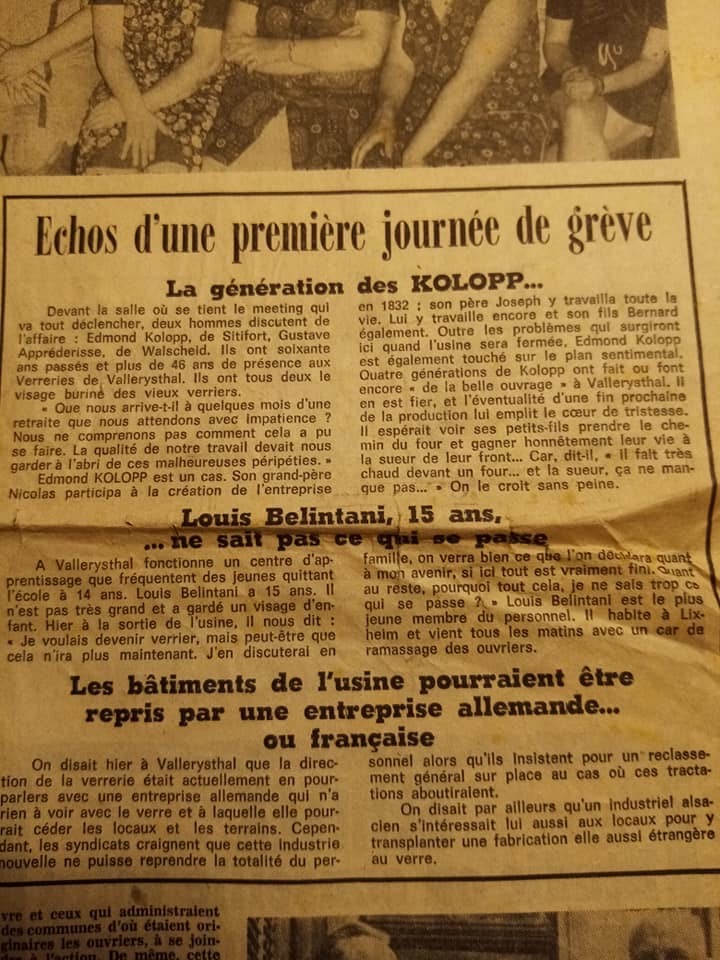 Echos d'une première journée de grève
La génération des KOLOPP...
Devant la salle où se tient le meeting qui
va tout déclencher, deux hommes discutent de
l'affaire : Edmond Kolopp, de Sitifort, Gustave
Appréderisse, de Walscheid. Ils ont soixante
ans passés et plus de 46 ans de présence aux
Verreries de Vallerysthal. Ils ont tous deux le
visage buriné des vieux verriers.
« Que nous arrive-t-il à quelques mois d'une
retraite que nous attendons avec impatience ?
Nous ne comprenons pas comment cela a pu
se faire. La qualité de notre travail devait nous
garder à l'abri de ces malheureuses péripéties. »
Edmond KOLOPP est un cas. Son grand-père
Nicolas participa à la création de l'entreprise
en 1832 ; son père Joseph y travailla toute la
vie. Lui y travaille encore et son fils Bernard
également. Outre les problèmes qui surgiront
ici quand l'usine sera fermée, Edmond Kolopp
est également touché sur le plan sentimental.
Quatre générations de Kolopp ont fait ou font
encore « de la belle ouvrage » à Vallerysthal. Il
en est fier, et l'éventualité d'une fin prochaine
de la production lui emplit le cœur de tristesse.
Il espérait voir ses petits-fils prendre le che-
min du four et gagner honnêtement leur vie à
la sueur de leur front... Car, dit-il, « Il fait très
chaud devant un four... et la sueur, ça ne man-
que pas... » On le croit sans peine.
Louis Belintani, 15 ans,
... ne sait pas ce qui se passe
A Vallerysthal fonctionne un centre d'ap-
prentissage que fréquentent des jeunes quittant
l'école à 14 ans. Louis Belintani a 15 ans. Il
n'est pas très grand et a gardé un visage d'en-
fant. Hier à la sortie de l'usine, il nous dit :
« Je voulais devenir verrier, mais peut-être que
cela n'ira plus maintenant. J'en discuterai en
famille, on verra bien ce que l'on quant
à mon avenir, si ici tout est vraiment fini. Quant
au reste, pourquoi tout cela, je ne sais trop ce
qui se passe ? » Louis Belintani est le plus
jeune membre du personnel. Il habite à Lix-
heim et vient tous les matins avec un car de
ramassage des ouvriers.
Les bâtiments de l'usine pourraient être
repris par une entreprise allemande...
ou française
On disait hier à Vallerysthal que la direc-
tion de la verrerie était actuellement en pour-
parlers avec une entreprise allemande qui n'a
rien à voir avec le verre et à laquelle elle pour-
rait céder les locaux et les terrains. Cepen-
dant, les syndicats craignent que cette industrie
nouvelle ne puisse reprendre la totalité du per-
sonnel alors qu'ils insistent pour un reclasse-
ment général sur place au cas où ces tracta-
tions aboutiraient.
On disait par ailleurs qu'un industriel alsa-
cien s'intéressait lui aussi aux locaux pour y
transplanter une fabrication elle aussi étrangère
au verre.
vre et ceux qui administraient
des communes d'où étaient ori-
ginaires les ouvriers, à se join-
dre à l'action. De même, cette